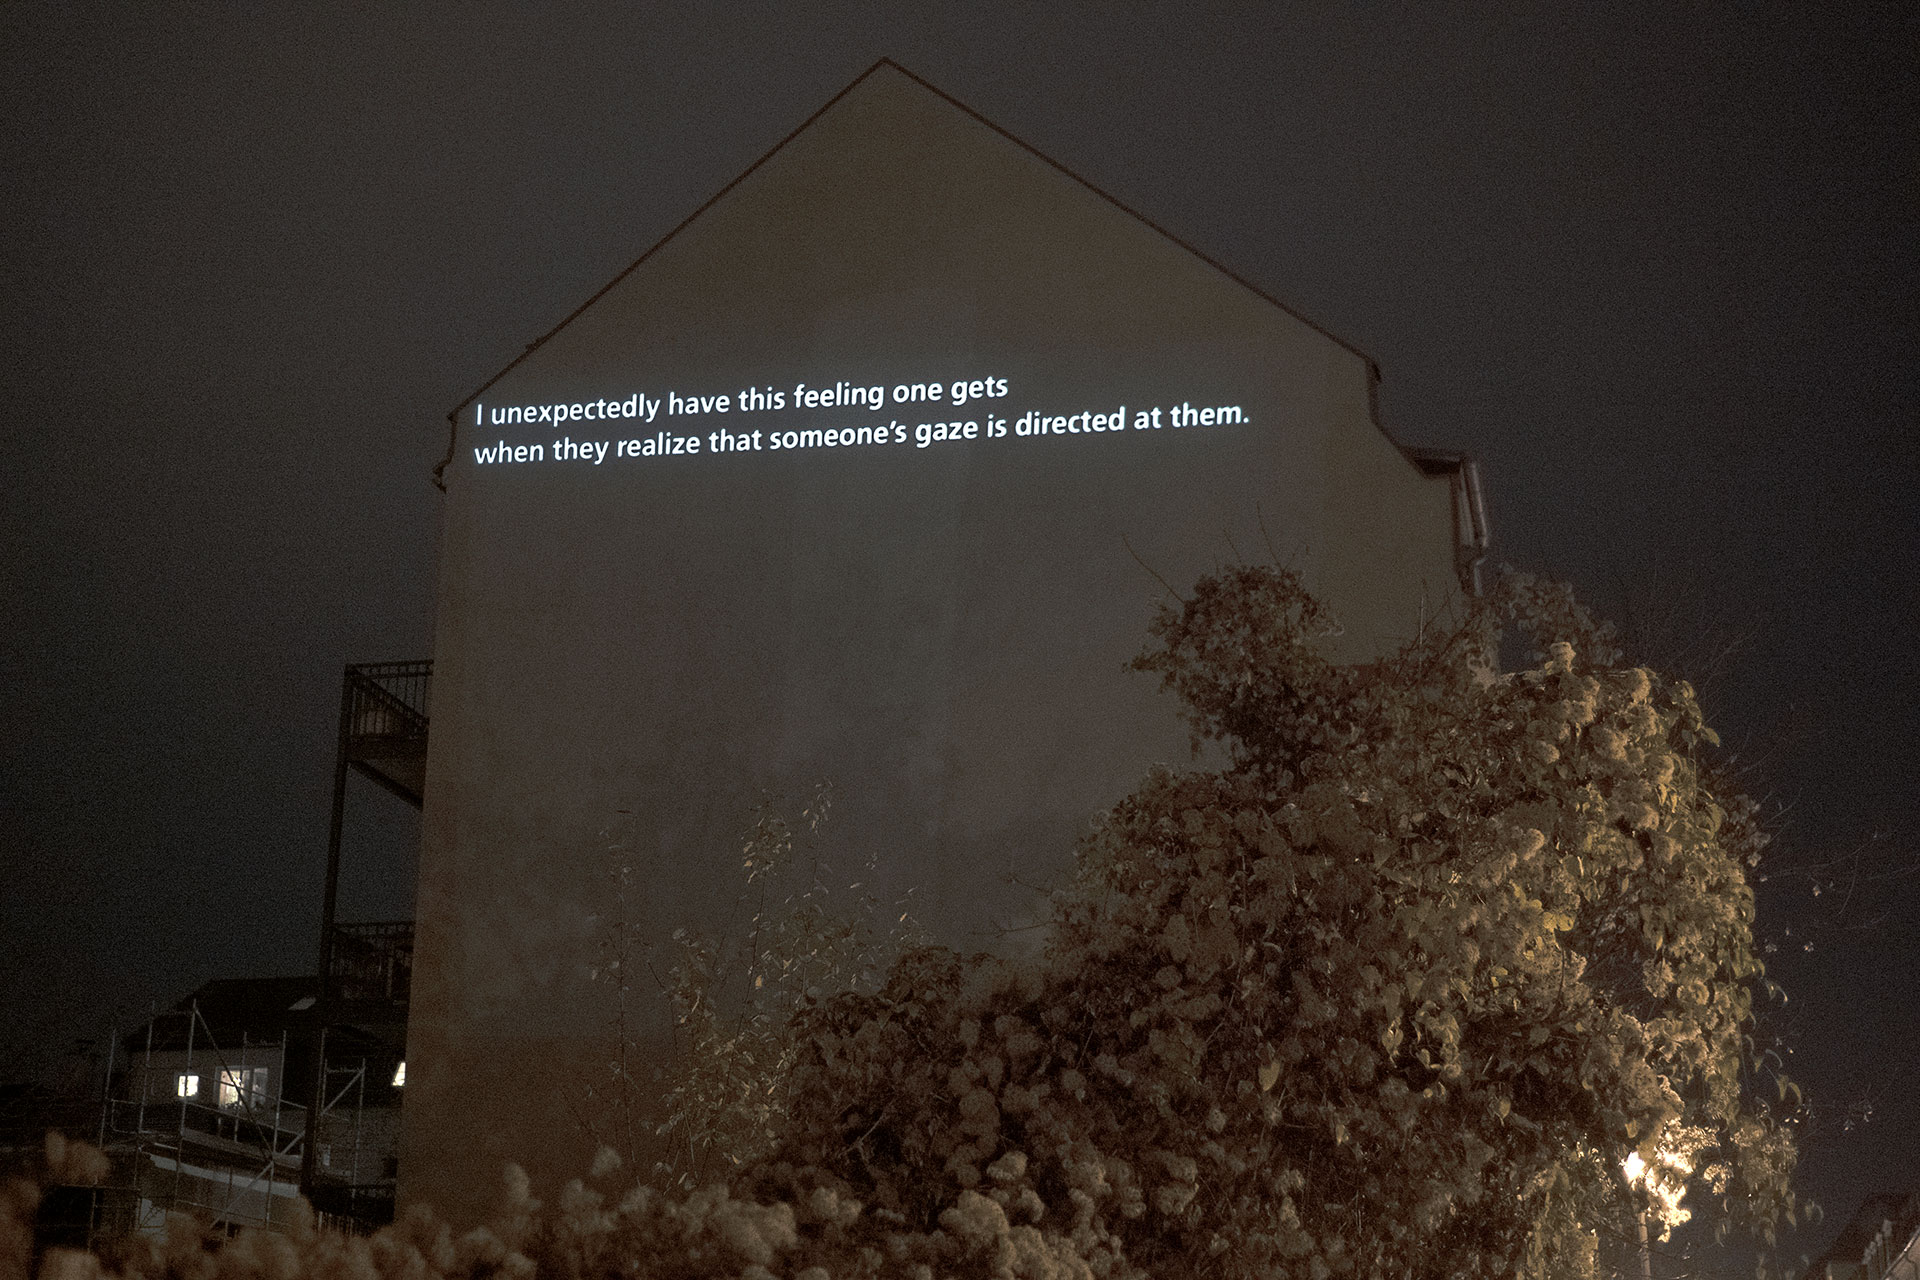 I unexpectedly have this feeling one gets
when they realize that someone’s gaze is directed at them.